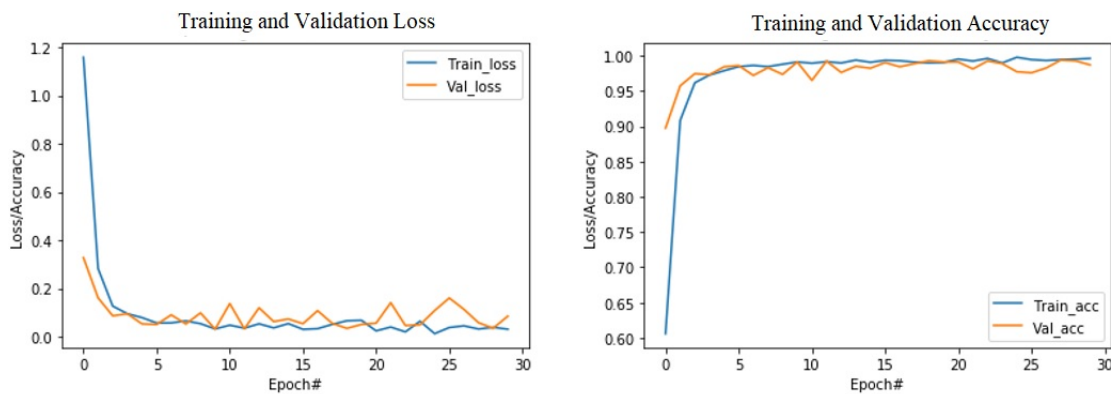 Training and Validation Loss
1.2
1.0
0.8
0.6
0.4
0.2
0.0
Loss/Accuracy
Train_loss
Val_loss
0 5 10 15 20 25 30
Epoch#
Training and Validation Accuracy
1.00
0.95
0.90
0.85
0.80
0.75
0.70
0.65
0.60
Loss/Accuracy
Train_acc
Val_acc
0 5 10 15 20 25 30
Epoch#